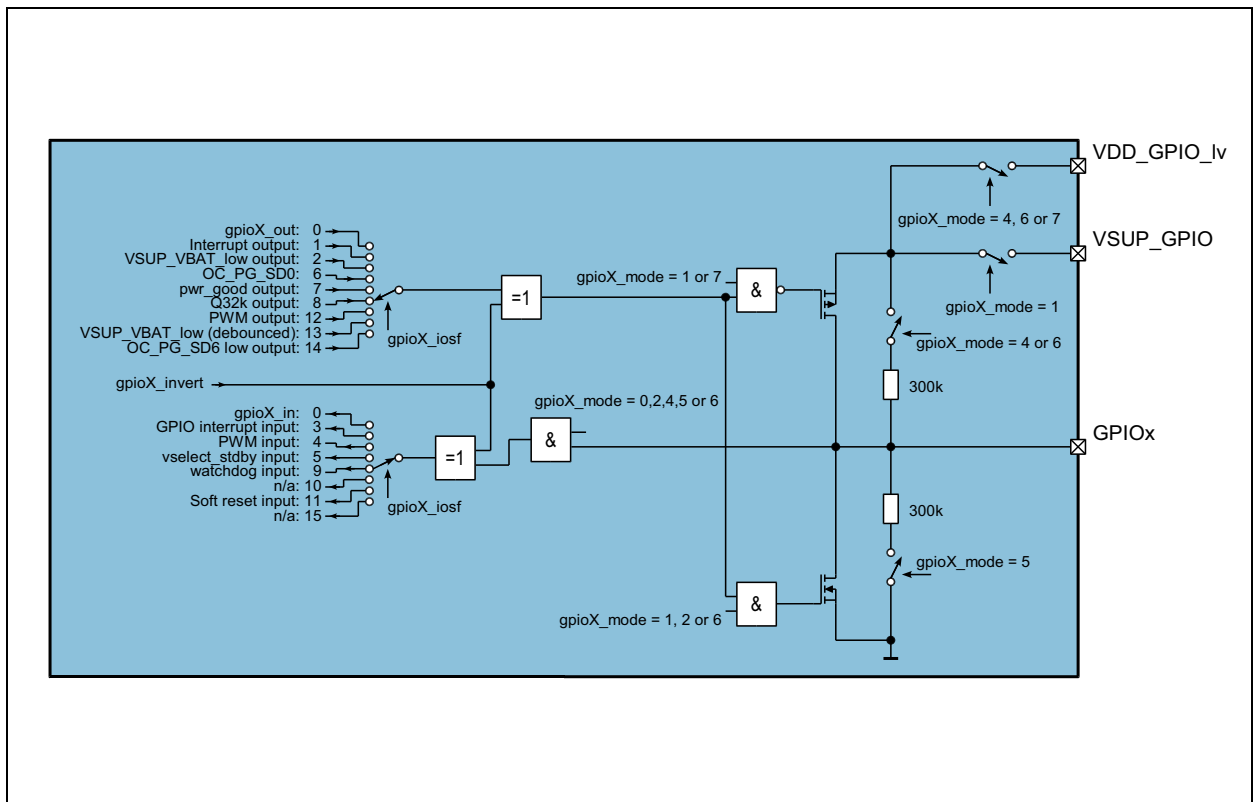 VDD_GPIO_lv
gpioX_mode = 4, 6 or 7
VSUP_GPIO
gpioX_mode = 1
gpioX_out: 0
Interrupt output: 1
VSUP_VBAT_low output: 2
OC_PG_SD0: 6
pwr_good output: 7
Q32k output: 8
PWM output: 12
VSUP_VBAT_low (debounced): 13
OC_PG_SD6 low output: 14
gpioX_iosf
=1
gpioX_mode = 1 or 7
&
gpioX_mode = 4 or 6
300k
gpioX_invert
gpioX_in: 0
GPIO interrupt input: 3
PWM input: 4
vselect_stdby input: 5
watchdog input: 9
n/a: 10
Soft reset input: 11
n/a: 15
gpioX_iosf
=1
gpioX_mode = 0,2,4,5 or 6
&
GPIOx
300k
gpioX_mode = 5
&
gpioX_mode = 1, 2 or 6